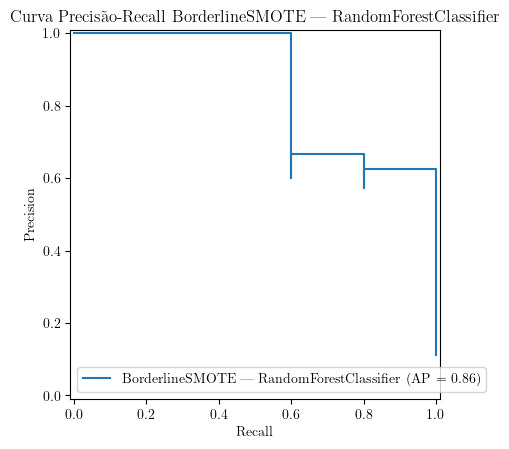 Curva Precisão-Recall BorderlineSMOTE — RandomForestClassifier
1.0
0.8
0.6
0.4
0.2
0.0
Precision
BorderlineSMOTE — RandomForestClassifier (AP = 0.86)
0.0 0.2 0.4 0.6 0.8 1.0
Recall